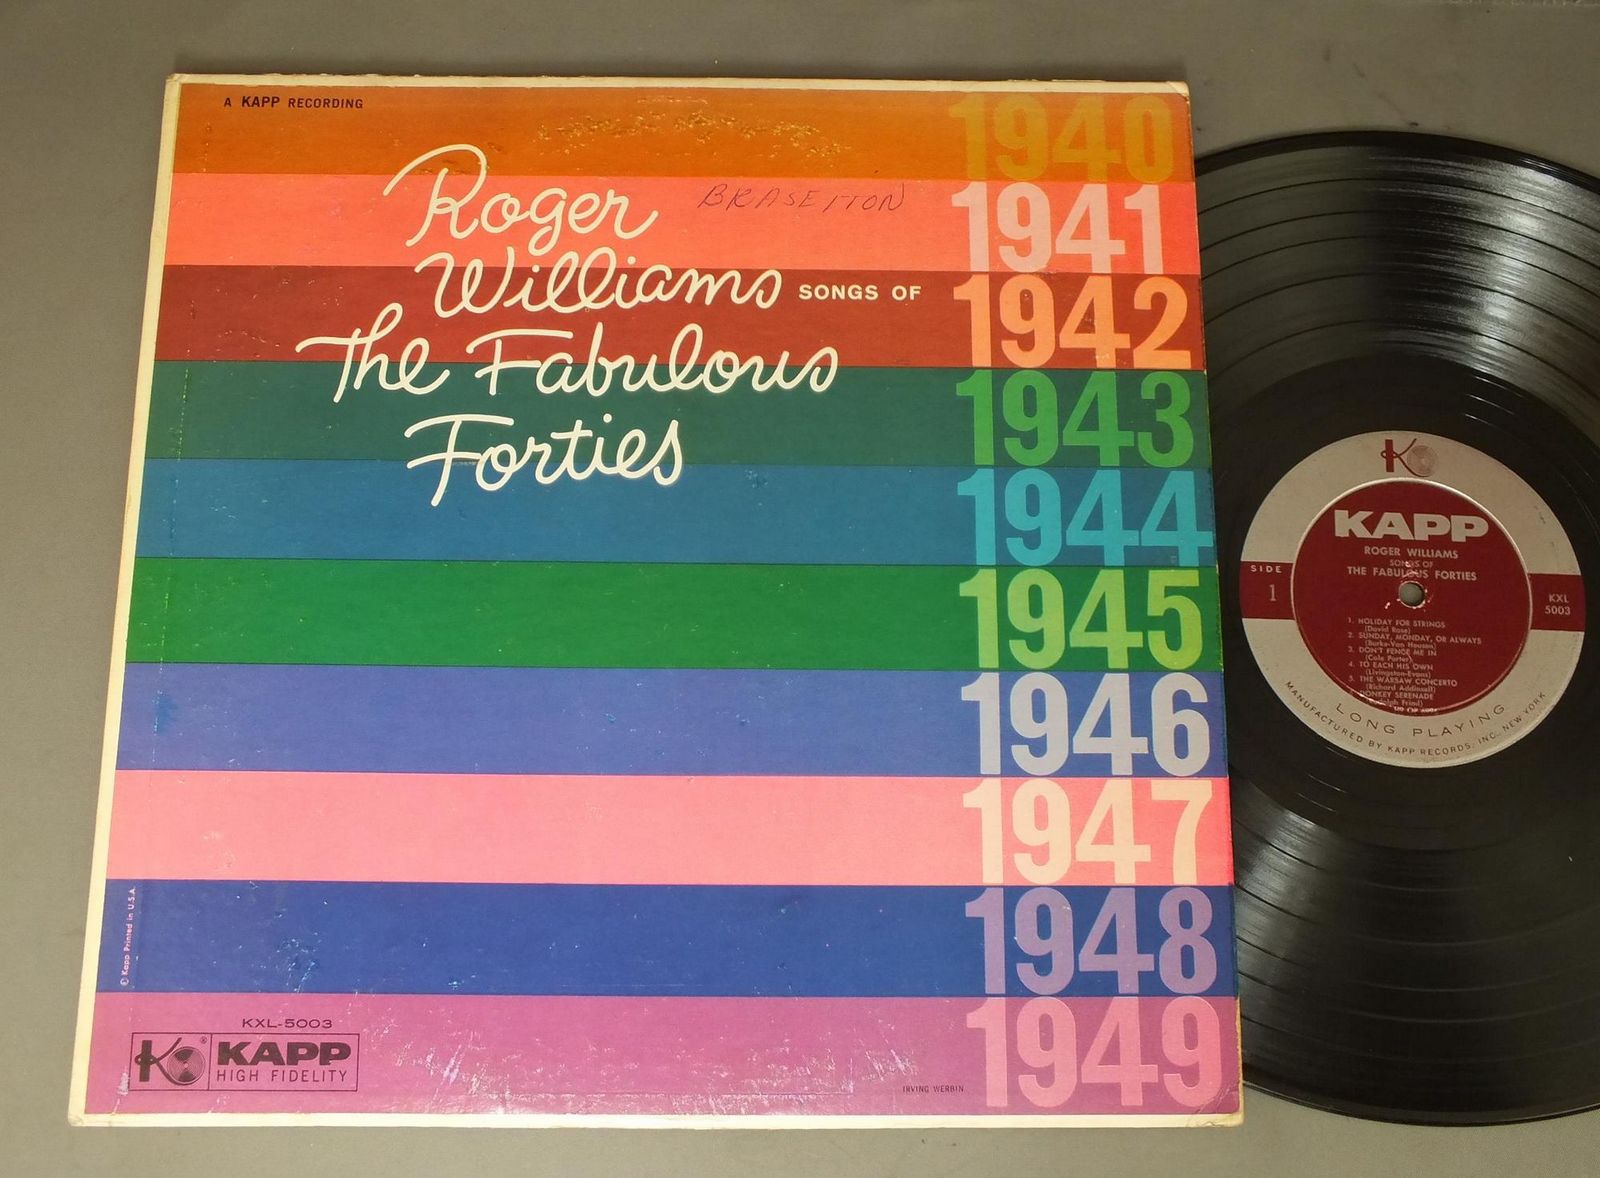 A KAPP RECORDING
Roger
Williams SONGS OF
The Fabulous
Forties
BRASELTON
1940
1941
1942
1943
1944
1945
1946
1947
1948
1949
© Kapp Printed in U.S.A.
KXL-5003
K ®
KAPP
HIGH FIDELITY
IRVING WERBIN
K
KAPP
ROGER WILLIAMS
SONGS OF
THE FABULOUS FORTIES
SIDE
1
KXL
5003
1. HOLIDAY FOR STRINGS
(David Rose)
2. SUNDAY, MONDAY, OR ALWAYS
(Burke-Van Heusen)
3. DON'T FENCE ME IN
(Cole Porter)
4. TO EACH HIS OWN
(Livingston-Evans)
5. THE WARSAW CONCERTO
(Richard Addinsell)
DONKEY SERENADE
LONG PLAYING
MANUFACTURED BY KAPP RECORDS, INC. NEW YORK